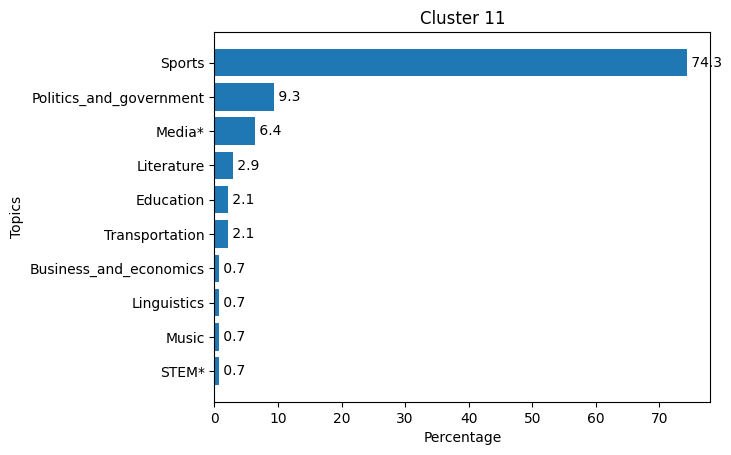 Cluster 11
Topics
Sports 74.3
Politics_and_government 9.3
Media* 6.4
Literature 2.9
Education 2.1
Transportation 2.1
Business_and_economics 0.7
Linguistics 0.7
Music 0.7
STEM* 0.7
0 10 20 30 40 50 60 70
Percentage